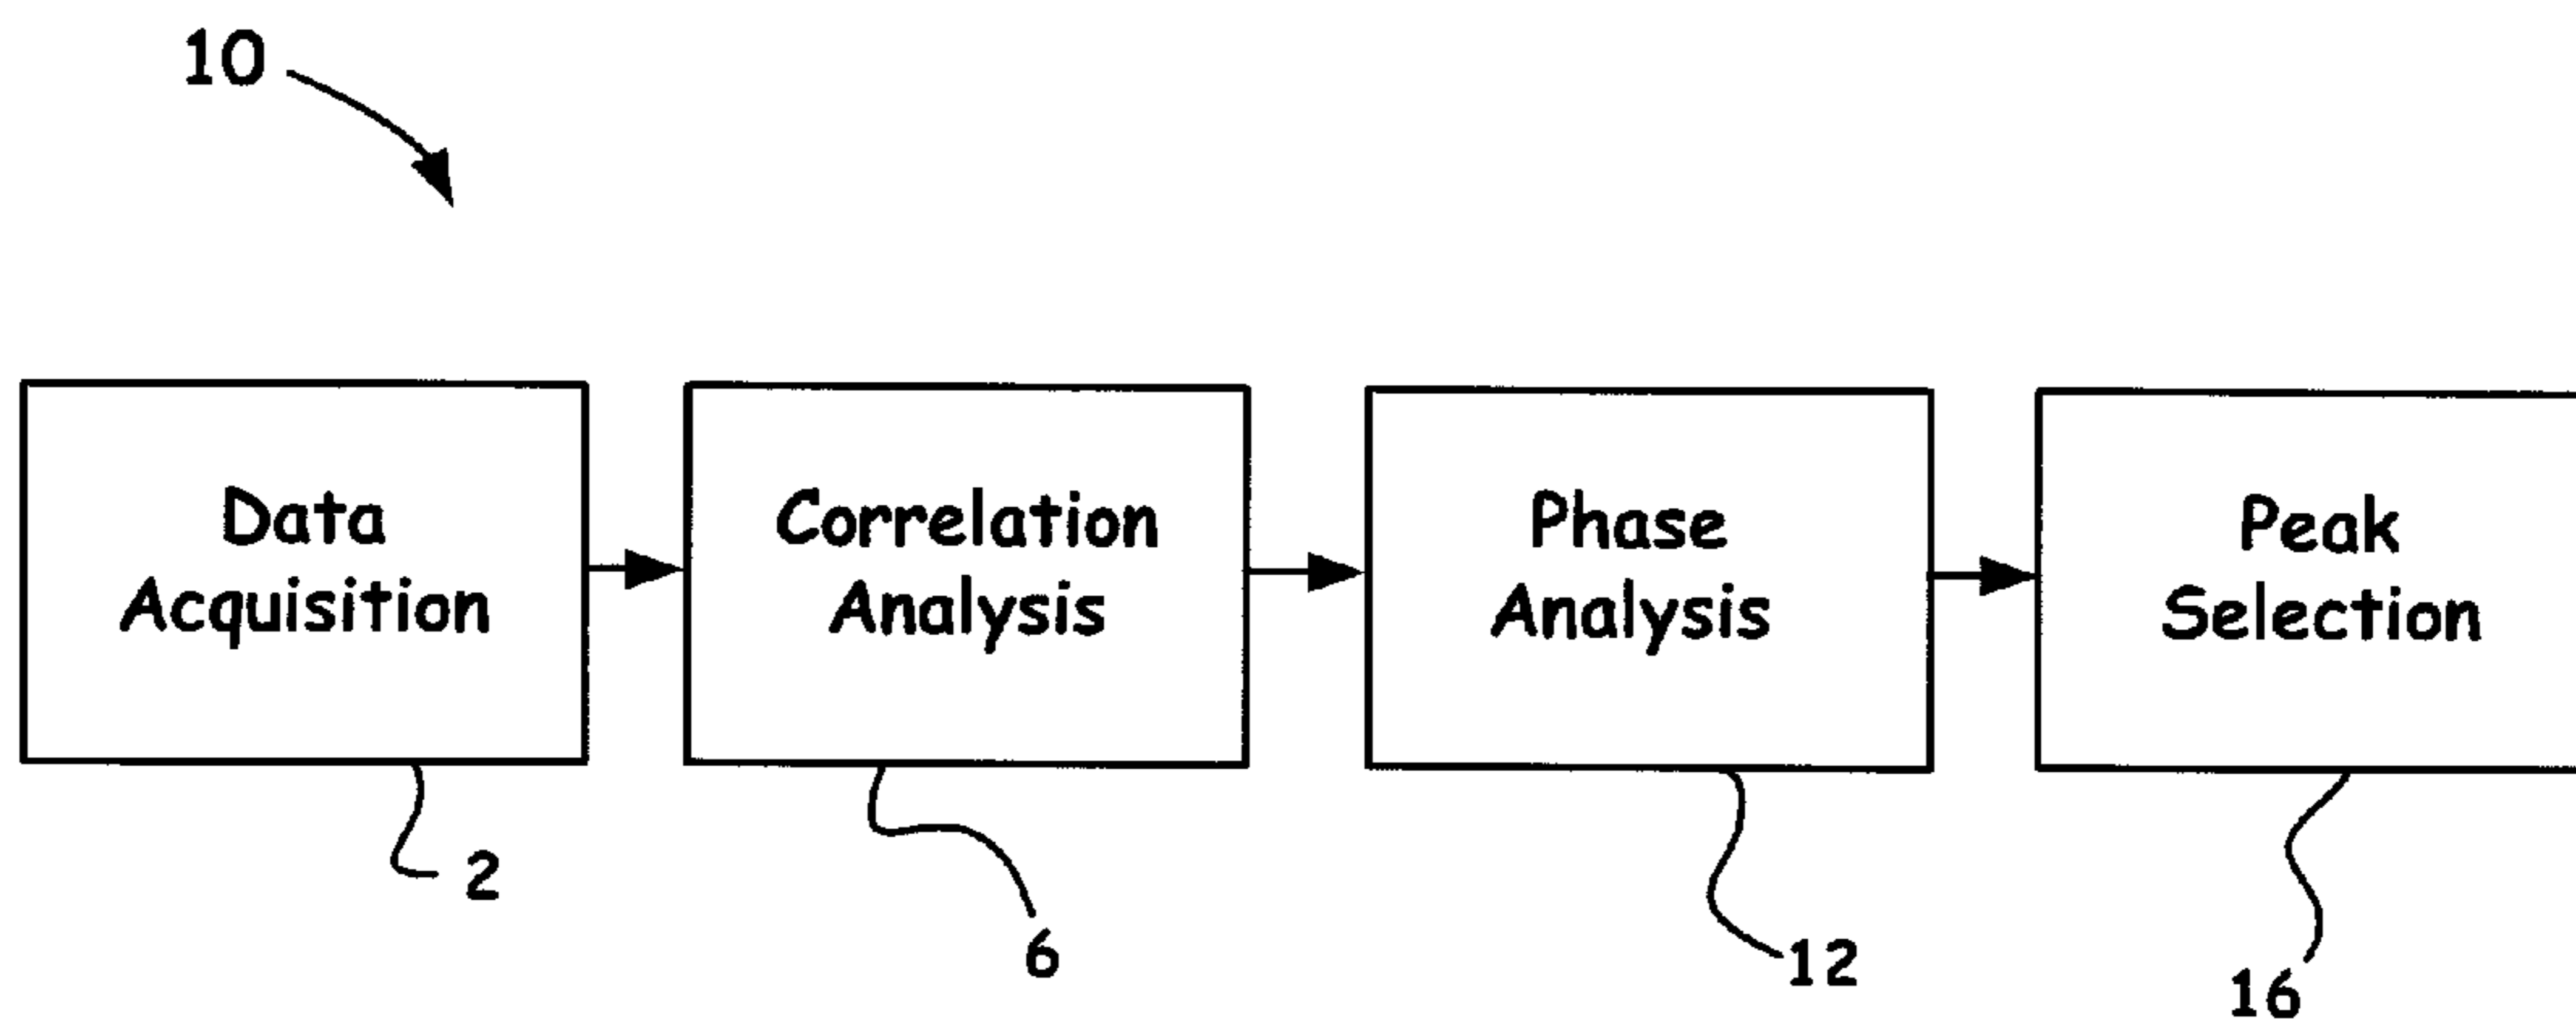 10
Data
Acquisition
Correlation
Analysis
Phase
Analysis
Peak
Selection
2
6
12
16